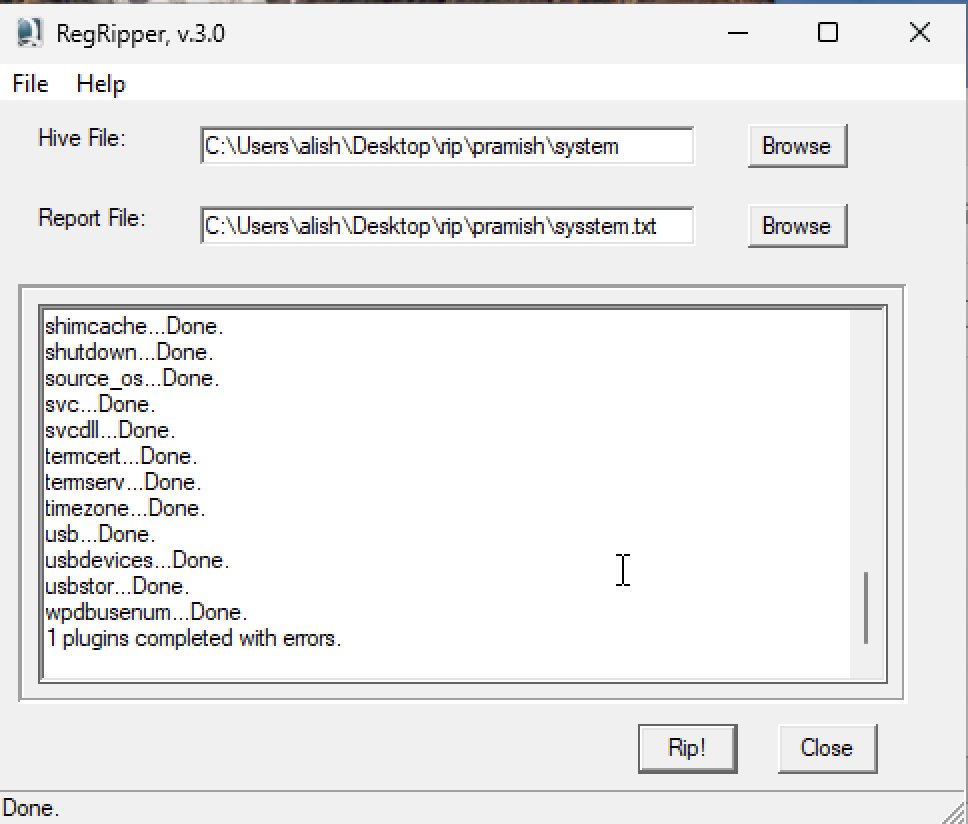 RegRipper, v.3.0
File Help
Hive File: C:\Users\alish\Desktop\rip\pramish\system Browse
Report File: C:\Users\alish\Desktop\rip\pramish\sysstem.txt Browse
shimcache...Done.
shutdown...Done.
source_os...Done.
svc...Done.
svcdll...Done.
termcert...Done.
termserv...Done.
timezone...Done.
usb...Done.
usbdevices...Done.
usbstor...Done.
wpdbusenum...Done.
1 plugins completed with errors.
Rip! Close
Done.